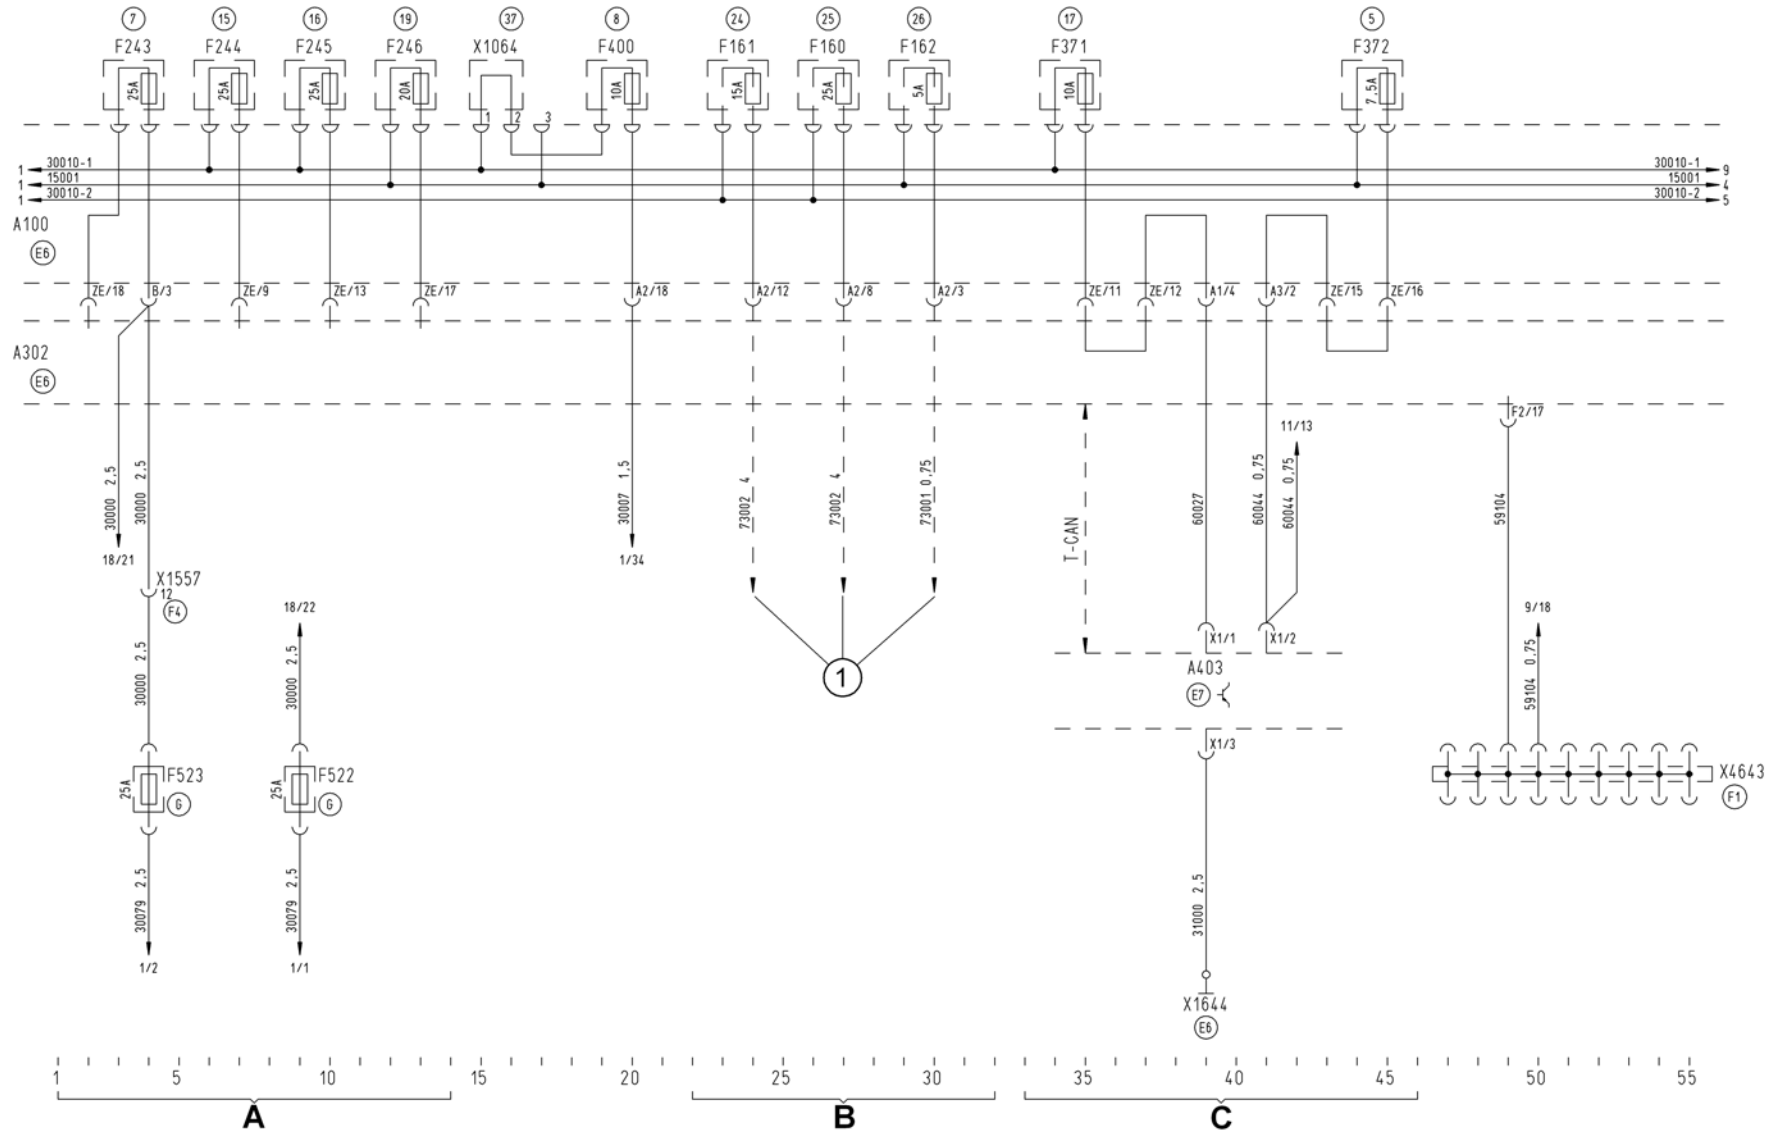 7 15 16 19 37 8 24 25 26 17 5
F243 F244 F245 F246 X1064 F400 F161 F160 F162 F371 F372
25A 25A 25A 20A 10A 15A 25A 5A 10A 7.5A
1 2 3
1 30010-1 30010-1 9
1 15001 15001 4
1 30010-2 30010-2 5
A100
E6
ZE/18 B/3 ZE/9 ZE/13 ZE/17 A2/18 A2/12 A2/8 A2/3 ZE/11 ZE/12 A1/4 A3/2 ZE/15 ZE/16
A302
E6
F2/17
11/13
30000 2,5
30000 2,5
30007 1,5
73002 4
73002 4
73001 0,75
T-CAN
60027
60044 0,75
60044 0,75
59104
18/21 1/34
X1557
12
F4
18/22 9/18
X1/1 X1/2
30000 2,5
30000 2,5
1
A403
E7
59104 0,75
X1/3
25A F523
G
25A F522
G
X4643
F1
30079 2,5
30079 2,5
31000 2,5
1/2 1/1
X1644
E6
1 5 10 15 20 25 30 35 40 45 50 55
A B C